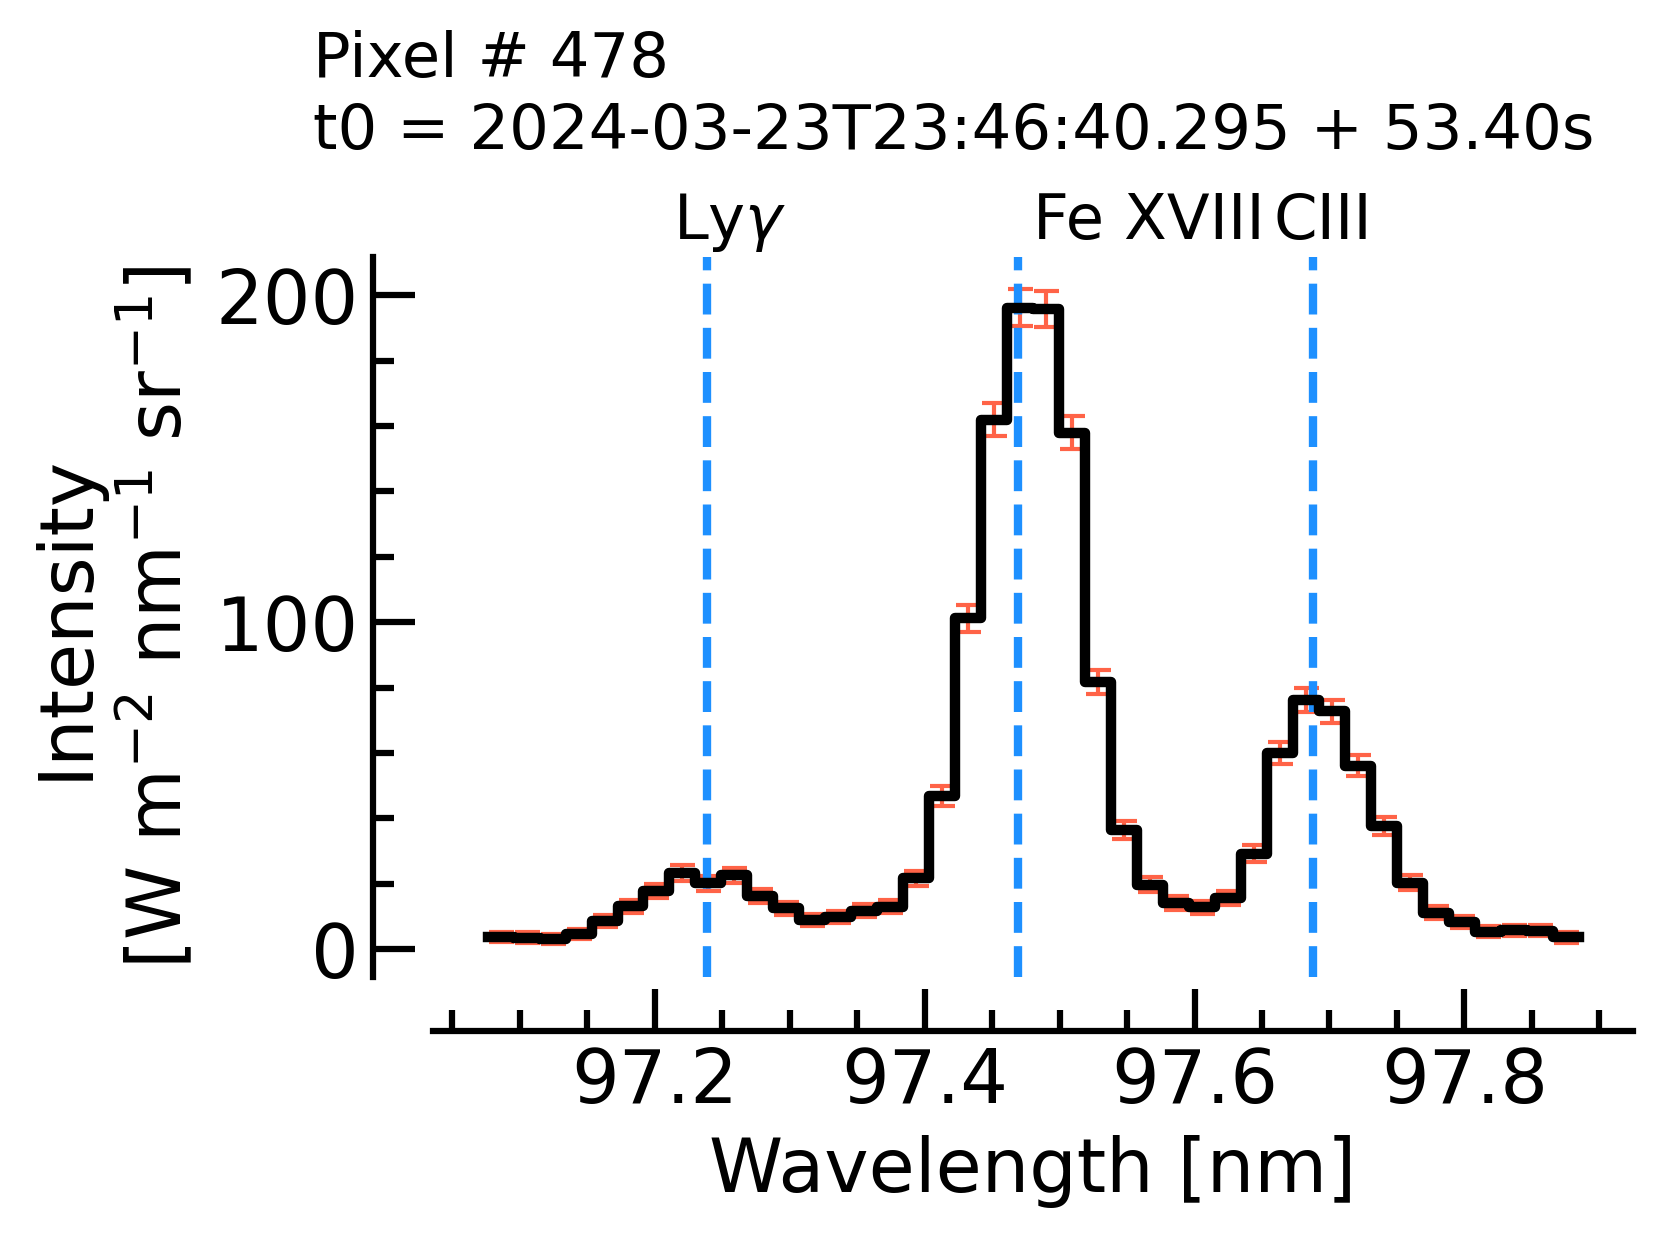 Pixel # 478
t0 = 2024-03-23T23:46:40.295 + 53.40s
Lyγ Fe XVIII CIII
Intensity
[W m⁻² nm⁻¹ sr⁻¹]
200
100
0
97.2 97.4 97.6 97.8
Wavelength [nm]